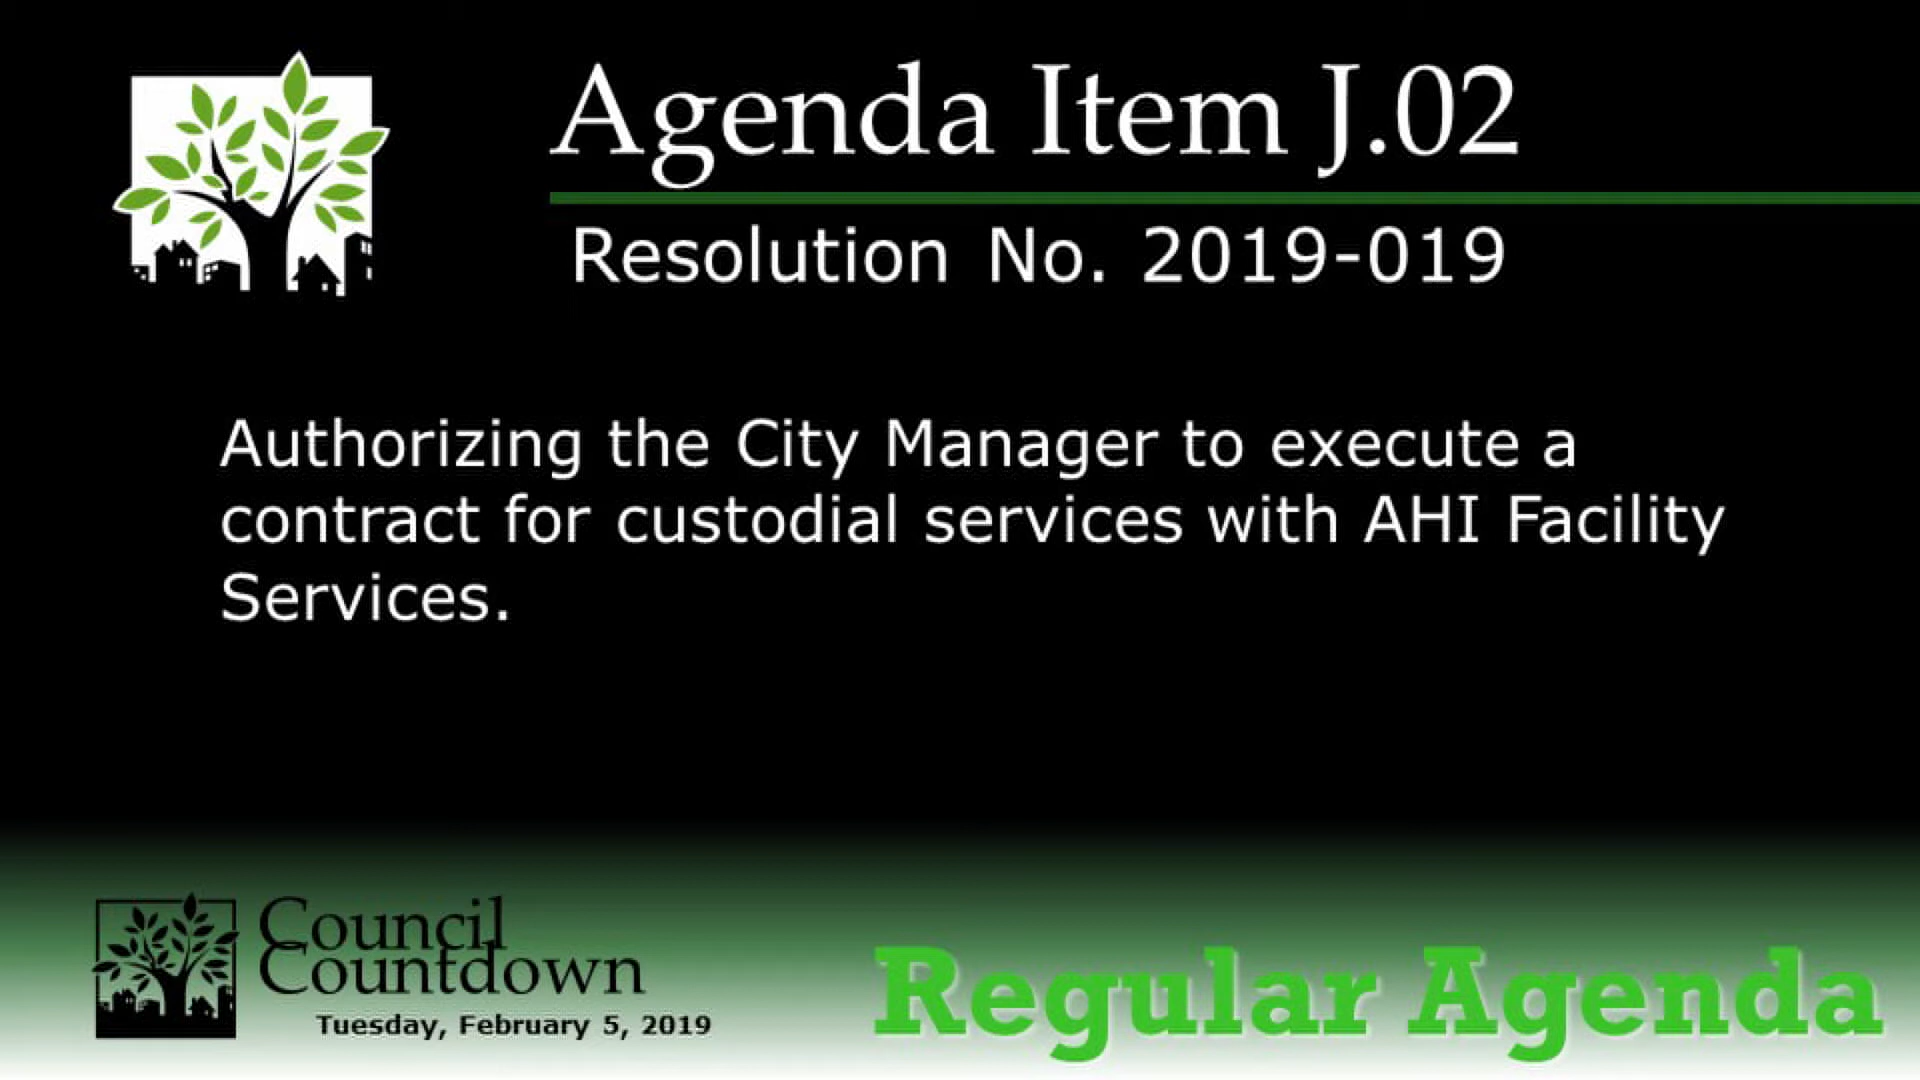 Agenda Item J.02
Resolution No. 2019-019
Authorizing the City Manager to execute a
contract for custodial services with AHI Facility
Services.
Council
Countdown
Tuesday, February 5, 2019
Regular Agenda